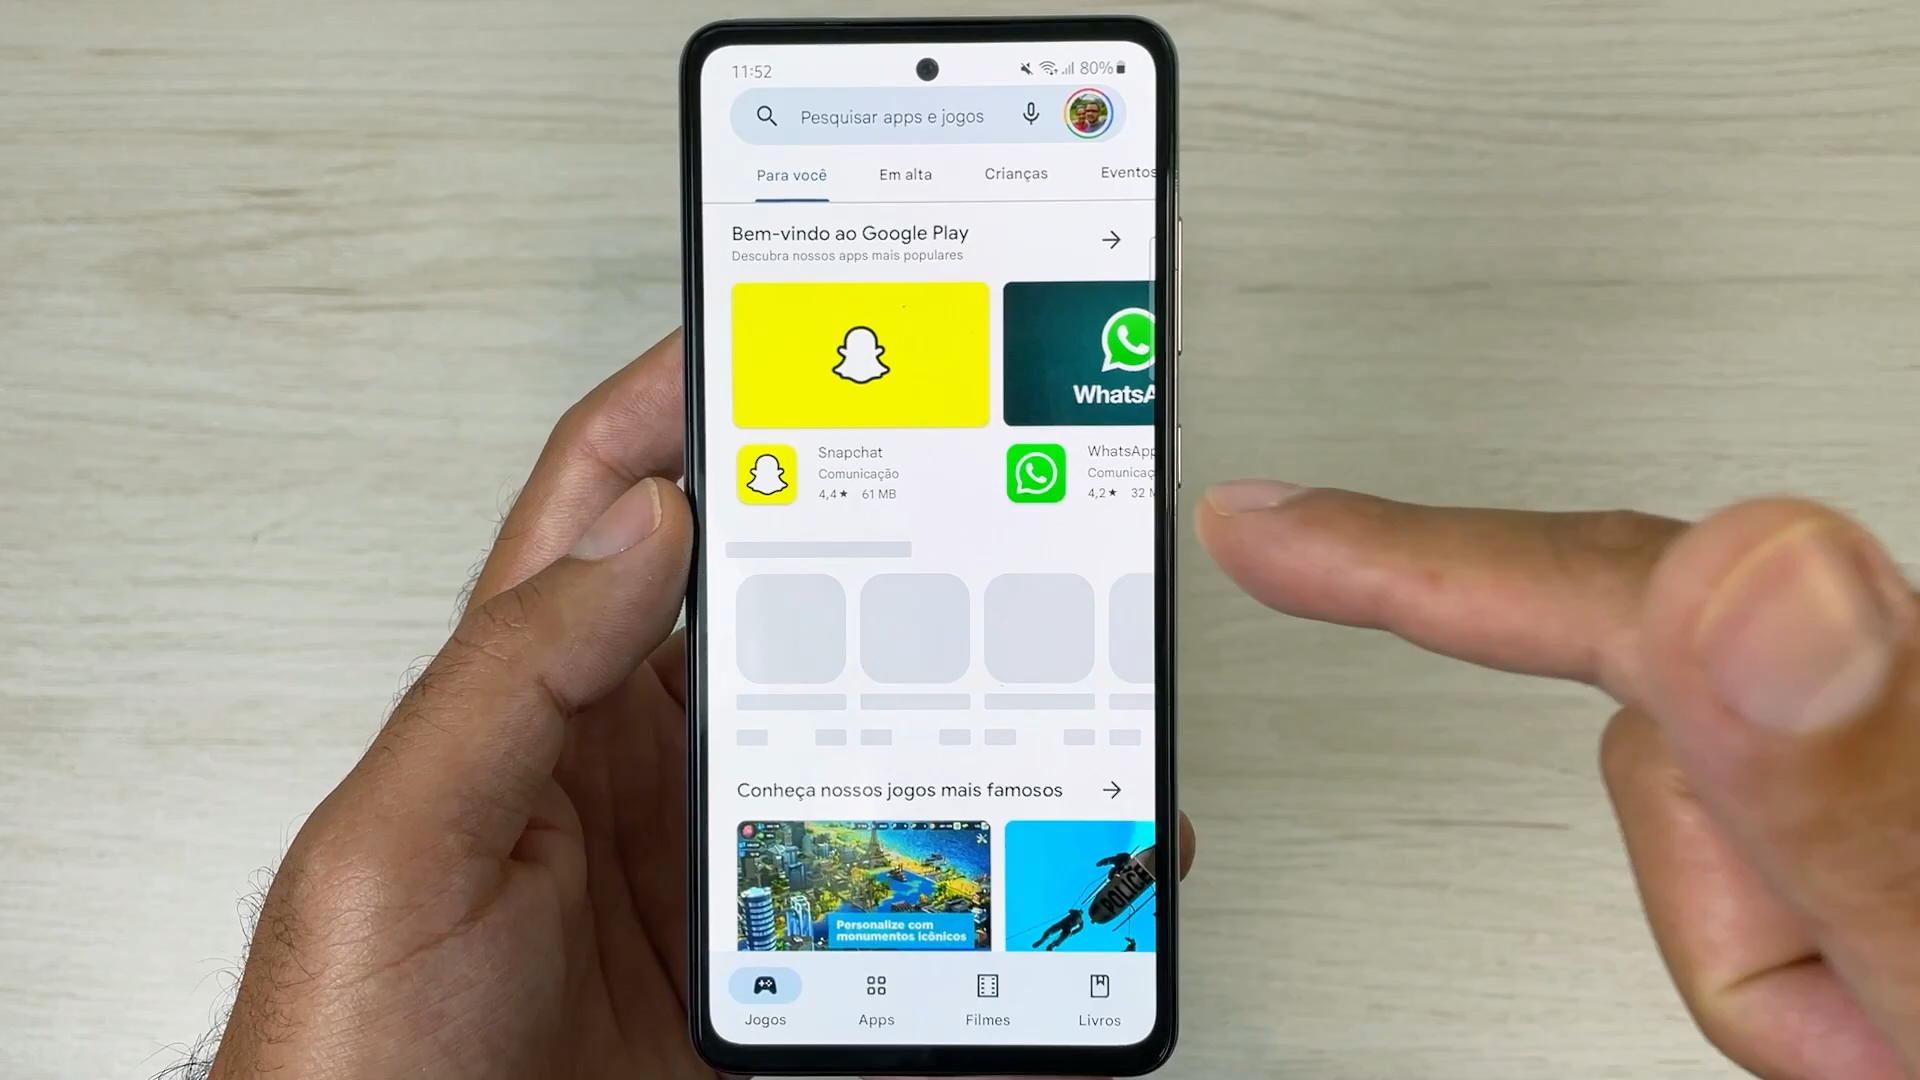 11:52
80%
Pesquisar apps e jogos
Para você
Em alta
Crianças
Eventos
Bem-vindo ao Google Play
Descubra nossos apps mais populares
WhatsA
Snapchat
Comunicação
4,4★ 61 MB
WhatsApp
Comunicaç
4,2★ 32 M
Conheça nossos jogos mais famosos
Personalize com
monumentos icônicos
POLICE
Jogos
Apps
Filmes
Livros